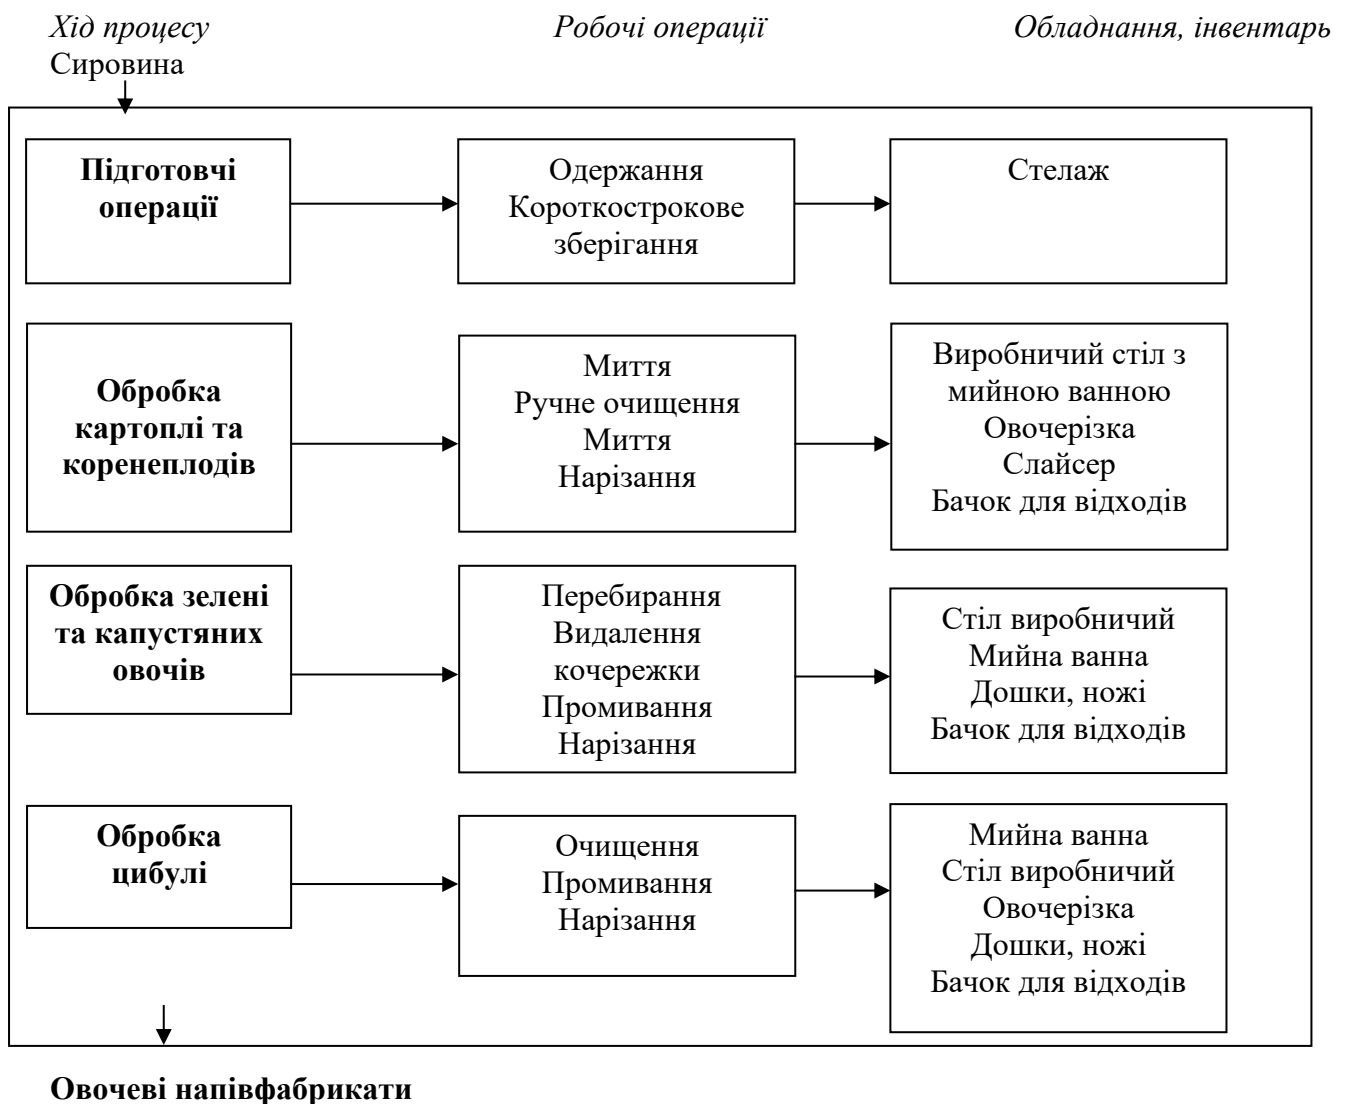 Хід процесу
Робочі операції
Обладнання, інвентарь
Сировина
Підготовчі
операції
Одержання
Короткострокове
зберігання
Стелаж
Обробка
картоплі та
коренеплодів
Миття
Ручне очищення
Миття
Нарізання
Виробничий стіл з
мийною ванною
Овочерізка
Слайсер
Бачок для відходів
Обробка зелені
та капустяних
овочів
Перебирання
Видалення
кочережки
Промивання
Нарізання
Стіл виробничий
Мийна ванна
Дошки, ножі
Бачок для відходів
Обробка
цибулі
Очищення
Промивання
Нарізання
Мийна ванна
Стіл виробничий
Овочерізка
Дошки, ножі
Бачок для відходів
Овочеві напівфабрикати